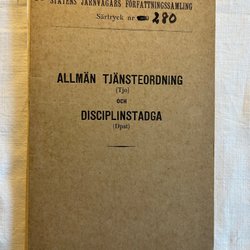 STATENS JÄRNVÄGARS FÖRFATTNINGSSAMLING
Särtryck nr. 280
ALLMÄN TJÄNSTEORDNING
(Tjo)
OCH
DISCIPLINSTADGA
(Dpst)